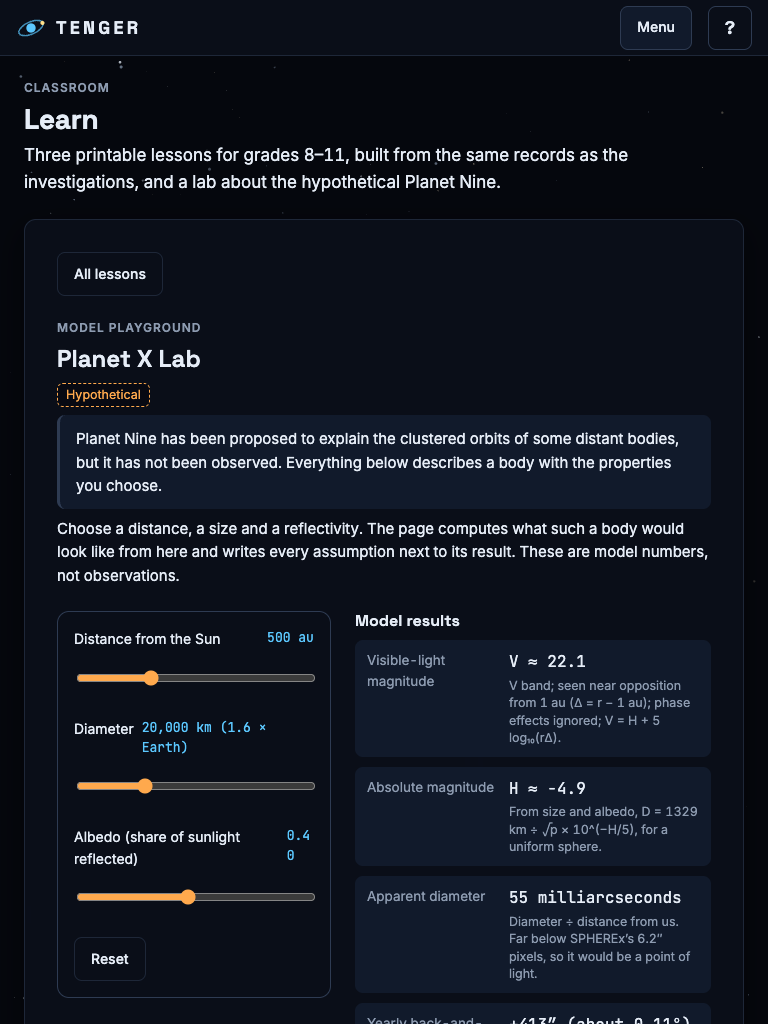 TENGER
Menu
?
CLASSROOM
Learn
Three printable lessons for grades 8–11, built from the same records as the
investigations, and a lab about the hypothetical Planet Nine.
All lessons
MODEL PLAYGROUND
Planet X Lab
Hypothetical
Planet Nine has been proposed to explain the clustered orbits of some distant bodies,
but it has not been observed. Everything below describes a body with the properties
you choose.
Choose a distance, a size and a reflectivity. The page computes what such a body would
look like from here and writes every assumption next to its result. These are model numbers,
not observations.
Distance from the Sun
500 au
Diameter
20,000 km (1.6 ×
Earth)
Albedo (share of sunlight
reflected)
0.4
0
Reset
Model results
Visible-light
magnitude
V ≈ 22.1
V band; seen near opposition
from 1 au (Δ = r − 1 au); phase
effects ignored; V = H + 5
log₁₀(rΔ).
Absolute magnitude
H ≈ -4.9
From size and albedo, D = 1329
km ÷ √p × 10^(−H/5), for a
uniform sphere.
Apparent diameter
55 milliarcseconds
Diameter ÷ distance from us.
Far below SPHEREx’s 6.2″
pixels, so it would be a point of
light.
Yearly back-and-
±413″ (about 0.11°)